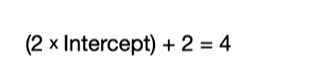 (2 × Intercept) + 2 = 4